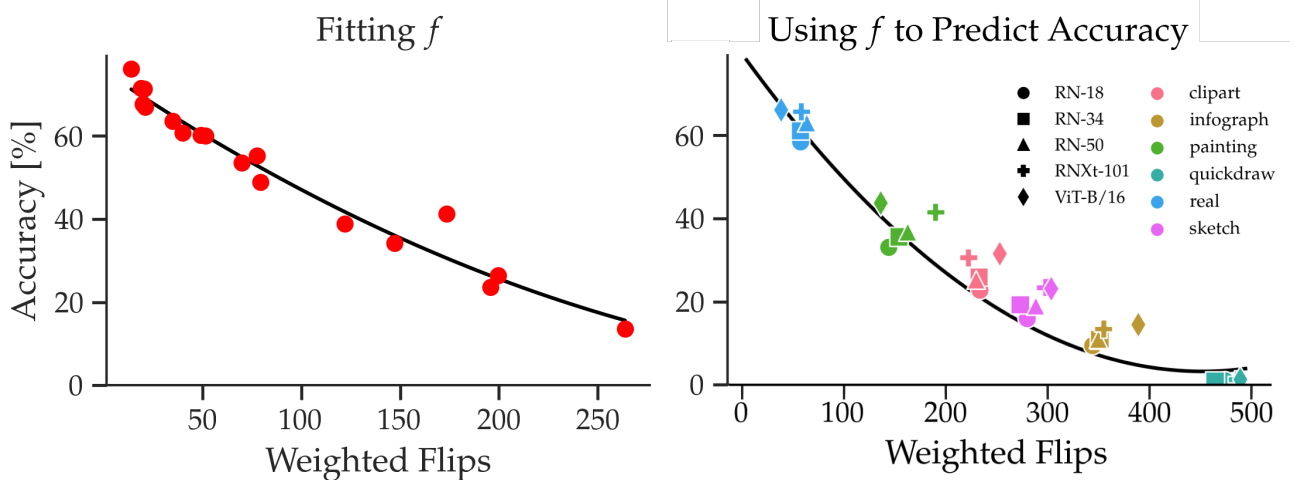 Fitting f
Accuracy [%]
60
40
20
0
50
100
150
200
250
Weighted Flips
Using f to Predict Accuracy
60
40
20
0
0
100
200
300
400
500
Weighted Flips
RN-18
RN-34
RN-50
RNXt-101
ViT-B/16
clipart
infograph
painting
quickdraw
real
sketch